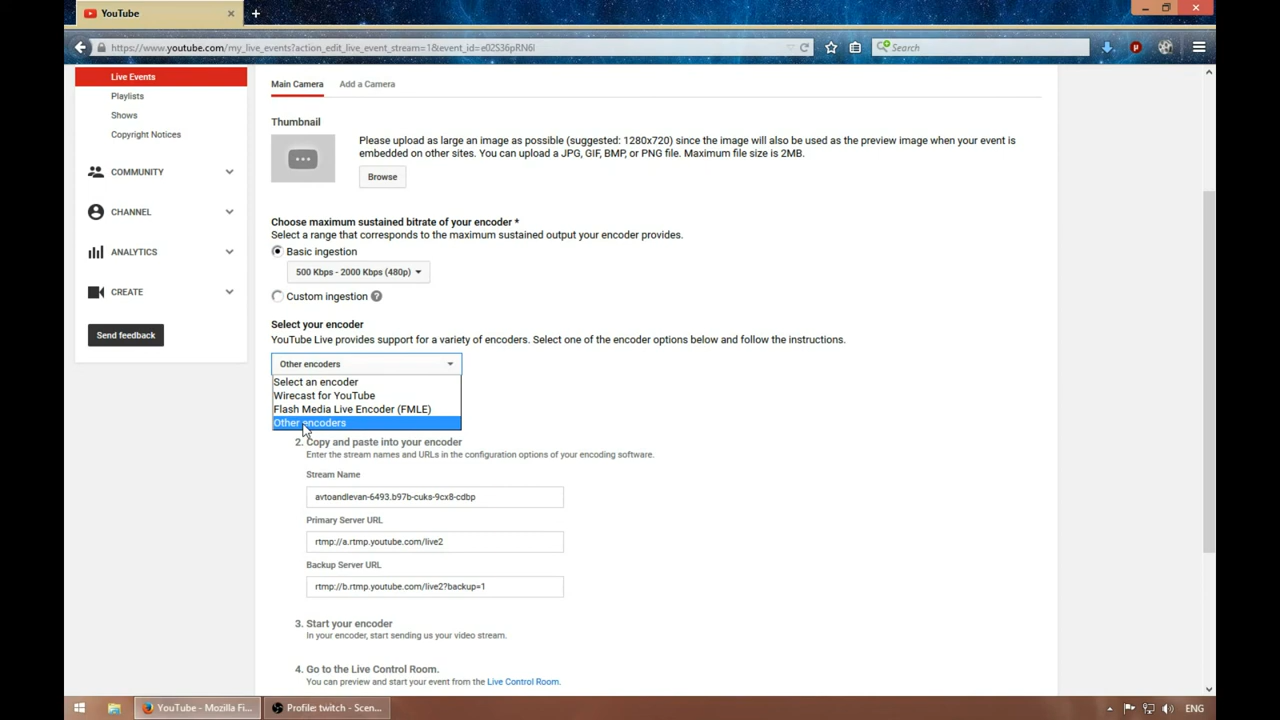 YouTube
https://www.youtube.com/my_live_events?action_edit_live_event_stream=1&event_id=e02S36pRN6I
Search
Live Events
Playlists
Shows
Copyright Notices
COMMUNITY
CHANNEL
ANALYTICS
CREATE
Send feedback
Main Camera Add a Camera
Thumbnail
Please upload as large an image as possible (suggested: 1280x720) since the image will also be used as the preview image when your event is
embedded on other sites. You can upload a JPG, GIF, BMP, or PNG file. Maximum file size is 2MB.
Browse
Choose maximum sustained bitrate of your encoder *
Select a range that corresponds to the maximum sustained output your encoder provides.
Basic ingestion
500 Kbps - 2000 Kbps (480p)
Custom ingestion ?
Select your encoder
YouTube Live provides support for a variety of encoders. Select one of the encoder options below and follow the instructions.
Other encoders
Select an encoder
Wirecast for YouTube
Flash Media Live Encoder (FMLE)
Other encoders
2. Copy and paste into your encoder
Enter the stream names and URLs in the configuration options of your encoding software.
Stream Name
avtoandlevan-6493.b97b-cuks-9cx8-cdbp
Primary Server URL
rtmp://a.rtmp.youtube.com/live2
Backup Server URL
rtmp://b.rtmp.youtube.com/live2?backup=1
3. Start your encoder
In your encoder, start sending us your video stream.
4. Go to the Live Control Room.
You can preview and start your event from the Live Control Room.
YouTube - Mozilla Fi... Profile: twitch - Scen... ENG